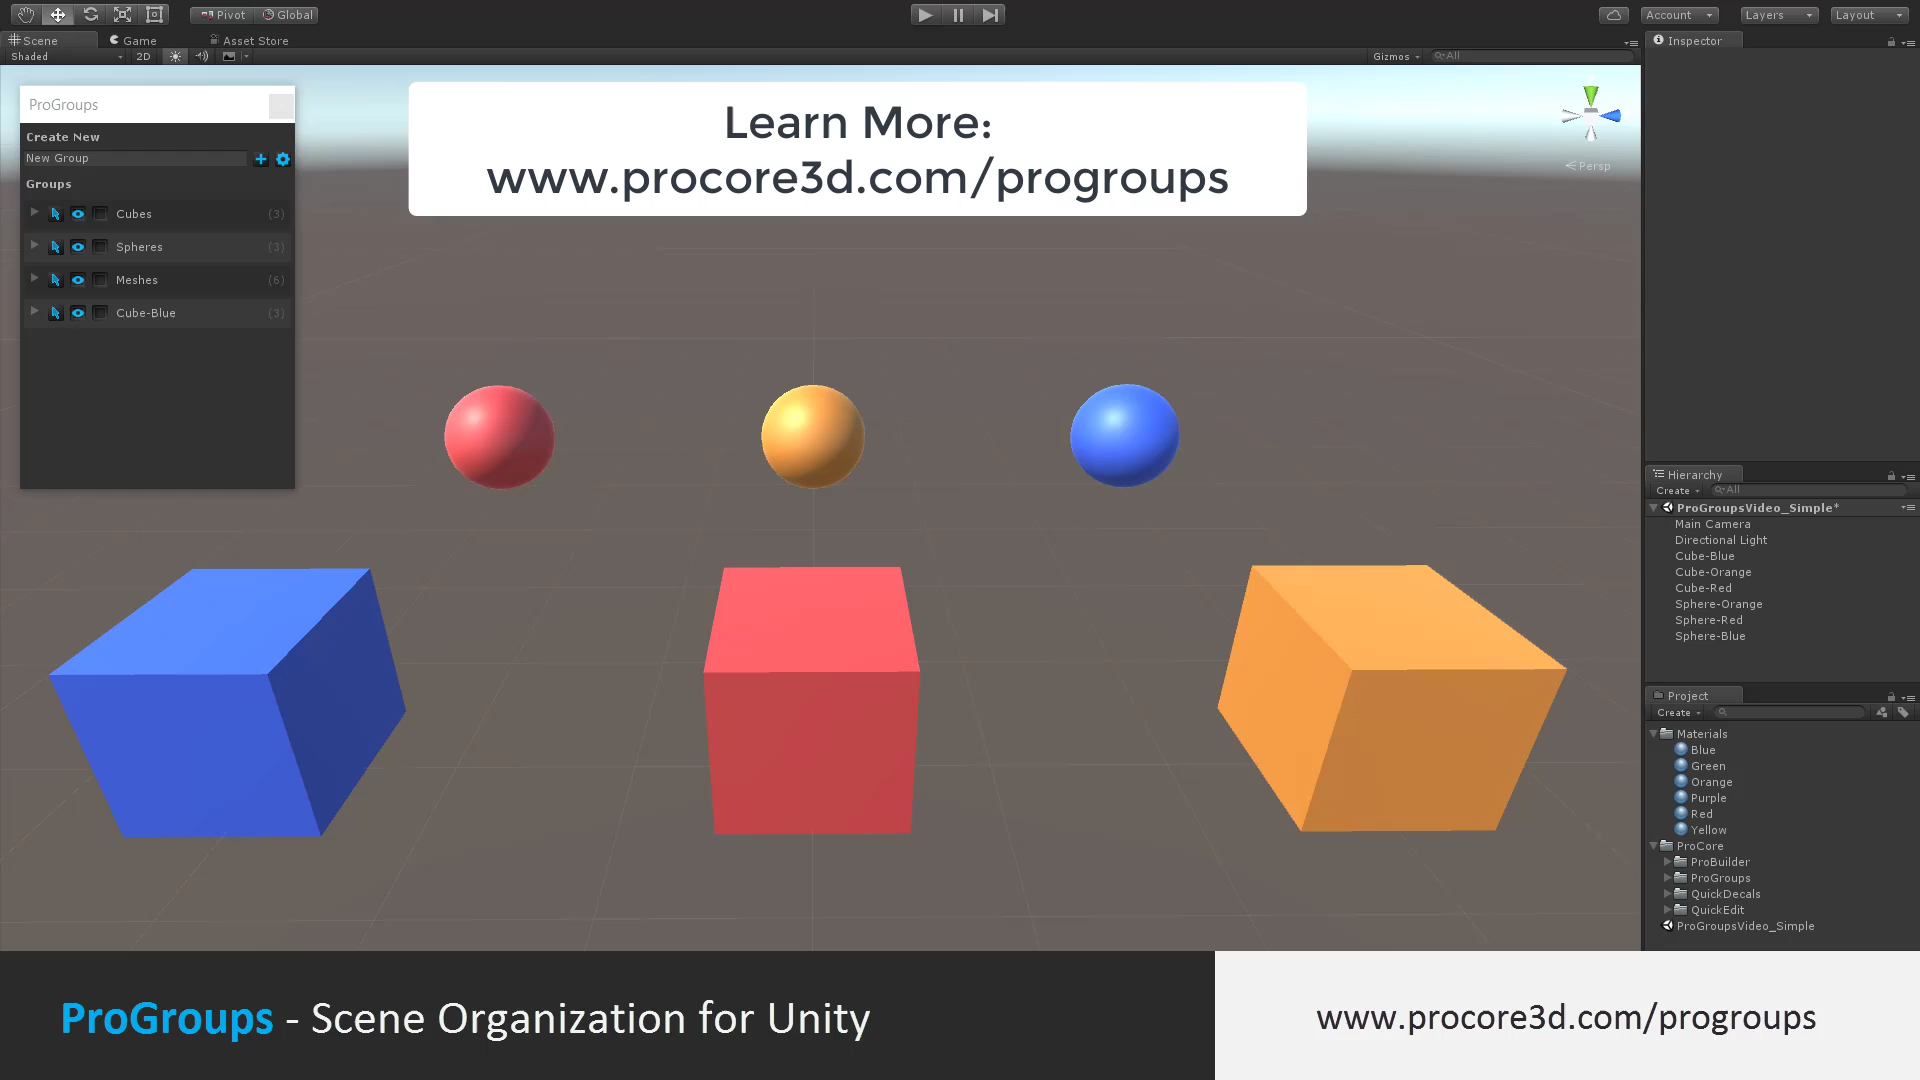 Pivot Global Account Layers Layout
Scene Game Asset Store Inspector
Shaded 2D Gizmos All
ProGroups
Create New
New Group
Groups
Cubes (3)
Spheres (3)
Meshes (6)
Cube-Blue (3)
Learn More:
www.procore3d.com/progroups
Persp
Hierarchy
Create All
ProGroupsVideo_Simple*
Main Camera
Directional Light
Cube-Blue
Cube-Orange
Cube-Red
Sphere-Orange
Sphere-Red
Sphere-Blue
Project
Create
Materials
Blue
Green
Orange
Purple
Red
Yellow
ProCore
ProBuilder
ProGroups
QuickDecals
QuickEdit
ProGroupsVideo_Simple
ProGroups - Scene Organization for Unity
www.procore3d.com/progroups